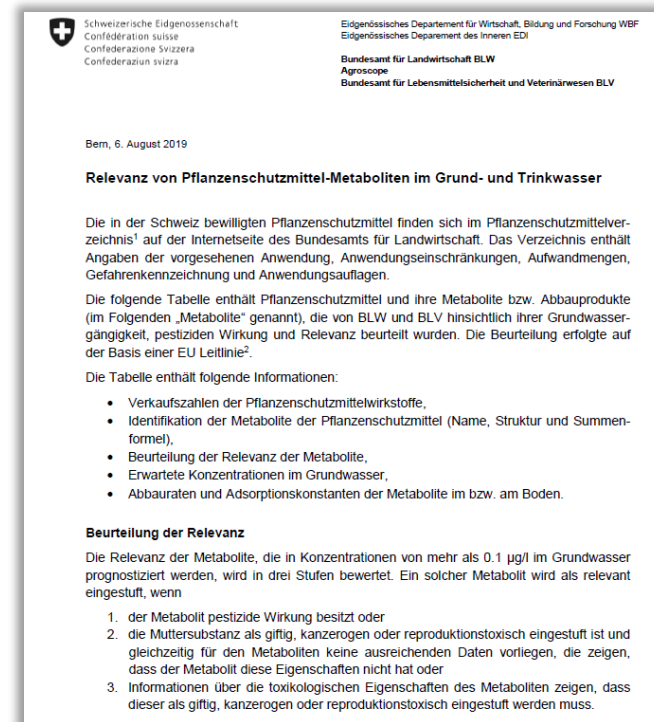 Schweizerische Eidgenossenschaft
Confédération suisse
Confederazione Svizzera
Confederaziun svizra
Eidgenössisches Departement für Wirtschaft, Bildung und Forschung WBF
Eidgenössisches Deparement des Inneren EDI
Bundesamt für Landwirtschaft BLW
Agroscope
Bundesamt für Lebensmittelsicherheit und Veterinärwesen BLV
Bern, 6. August 2019
Relevanz von Pflanzenschutzmittel-Metaboliten im Grund- und Trinkwasser
Die in der Schweiz bewilligten Pflanzenschutzmittel finden sich im Pflanzenschutzmittelver-
zeichnis¹ auf der Internetseite des Bundesamts für Landwirtschaft. Das Verzeichnis enthält
Angaben der vorgesehenen Anwendung, Anwendungseinschränkungen, Aufwandmengen,
Gefahrenkennzeichnung und Anwendungsauflagen.
Die folgende Tabelle enthält Pflanzenschutzmittel und ihre Metabolite bzw. Abbauprodukte
(im Folgenden „Metabolite“ genannt), die von BLW und BLV hinsichtlich ihrer Grundwasser-
gängigkeit, pestiziden Wirkung und Relevanz beurteilt wurden. Die Beurteilung erfolgte auf
der Basis einer EU Leitlinie².
Die Tabelle enthält folgende Informationen:
• Verkaufszahlen der Pflanzenschutzmittelwirkstoffe,
• Identifikation der Metabolite der Pflanzenschutzmittel (Name, Struktur und Summen-
formel),
• Beurteilung der Relevanz der Metabolite,
• Erwartete Konzentrationen im Grundwasser,
• Abbauraten und Adsorptionskonstanten der Metabolite im bzw. am Boden.
Beurteilung der Relevanz
Die Relevanz der Metabolite, die in Konzentrationen von mehr als 0.1 µg/l im Grundwasser
prognostiziert werden, wird in drei Stufen bewertet. Ein solcher Metabolit wird als relevant
eingestuft, wenn
1. der Metabolit pestizide Wirkung besitzt oder
2. die Muttersubstanz als giftig, kanzerogen oder reproduktionstoxisch eingestuft ist und
gleichzeitig für den Metaboliten keine ausreichenden Daten vorliegen, die zeigen,
dass der Metabolit diese Eigenschaften nicht hat oder
3. Informationen über die toxikologischen Eigenschaften des Metaboliten zeigen, dass
dieser als giftig, kanzerogen oder reproduktionstoxisch eingestuft werden muss.